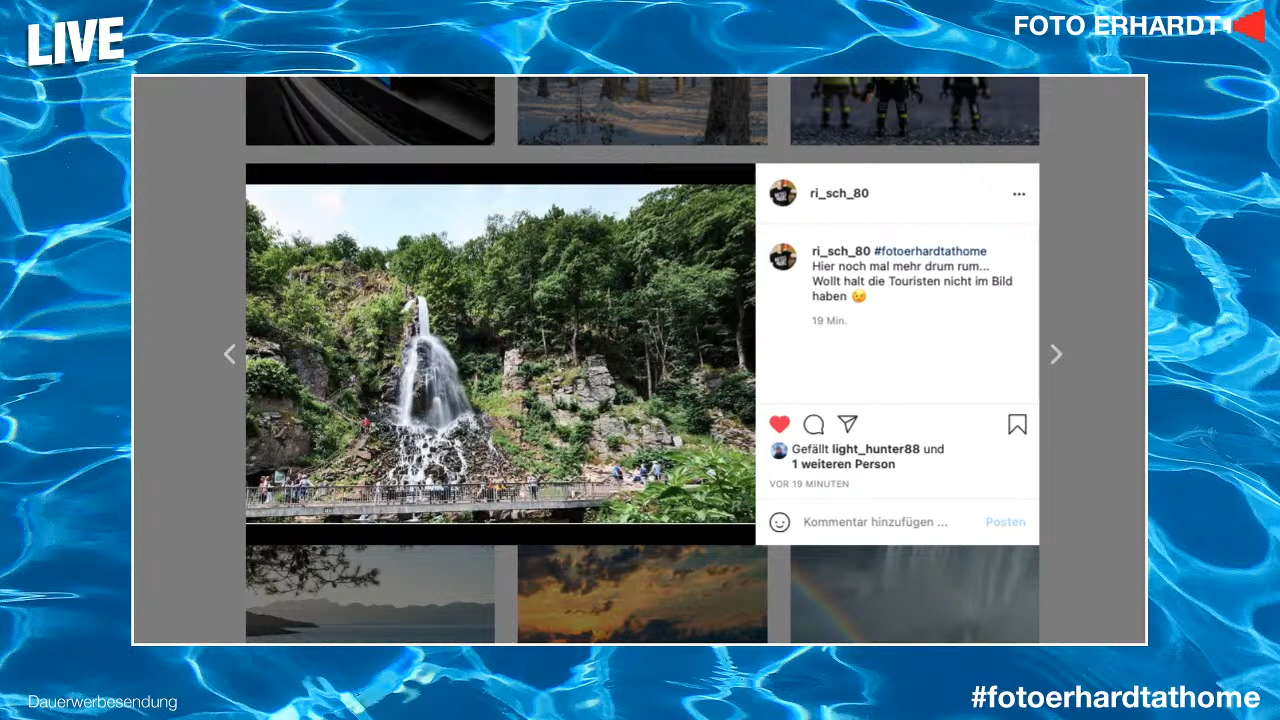 LIVE
FOTO ERHARDT
ri_sch_80
ri_sch_80 #fotoerhardtathome
Hier noch mal mehr drum rum...
Wollt halt die Touristen nicht im Bild
haben 😉
19 Min.
Gefällt light_hunter88 und
1 weiteren Person
VOR 19 MINUTEN
Kommentar hinzufügen ...
Posten
Dauerwerbesendung
#fotoerhardtathome